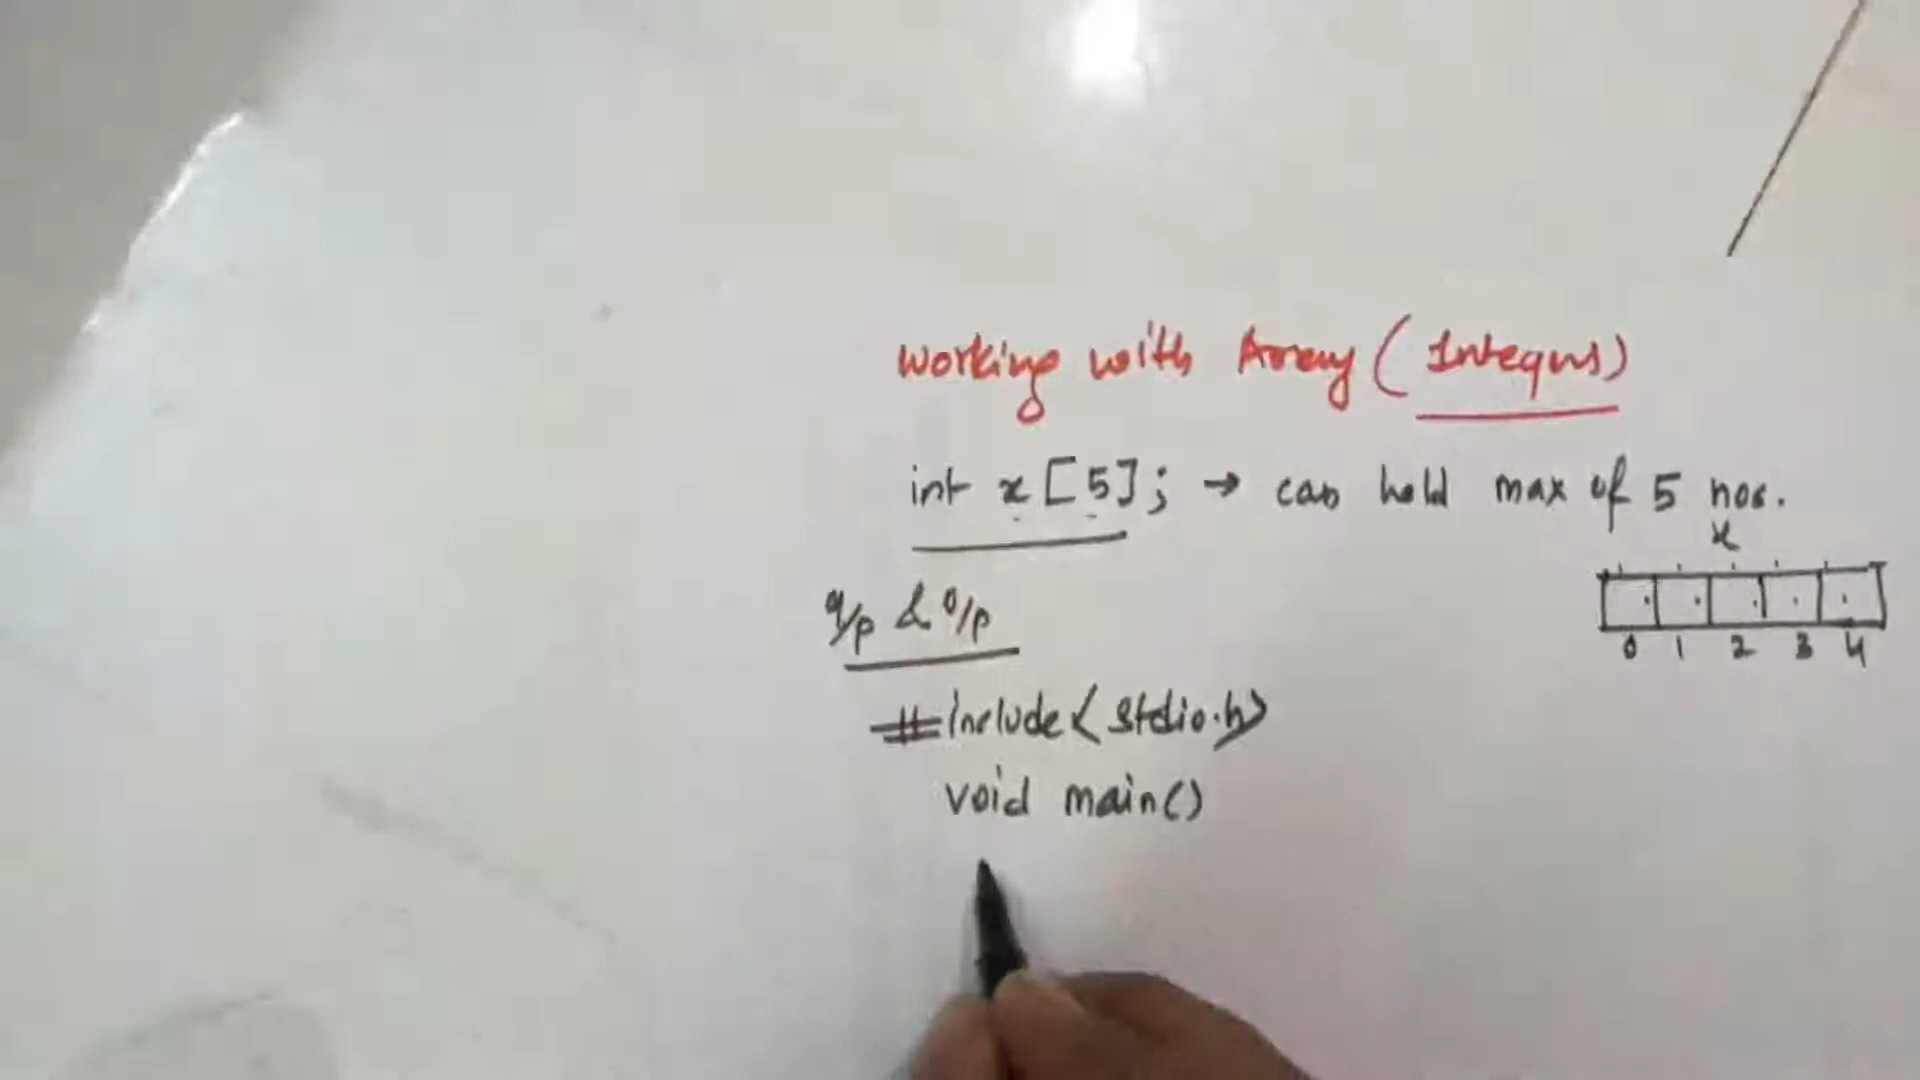 Working with Array (Integers)
int x[5]; → can hold max of 5 nos.
x
0 1 2 3 4
I/p & O/p
#include<stdio.h>
void main()